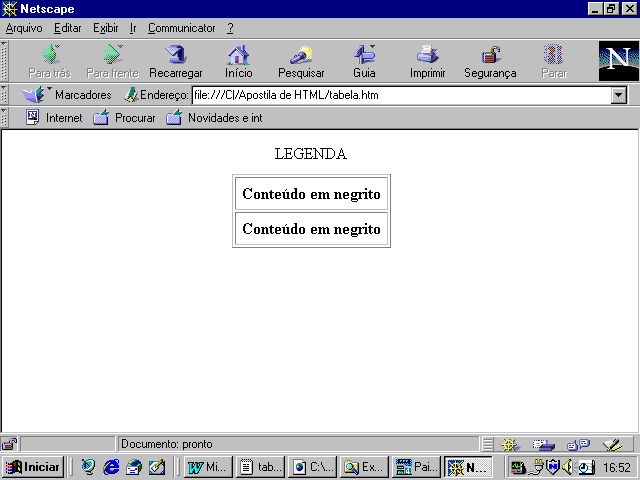 Netscape
Arquivo Editar Exibir Ir Communicator ?
Para trás Para frente Recarregar Início Pesquisar Guia Imprimir Segurança Parar
N
Marcadores Endereço: file:///C|/Apostila de HTML/tabela.htm
Internet Procurar Novidades e int
LEGENDA
Conteúdo em negrito
Conteúdo em negrito
Documento: pronto
Iniciar Mi... tab... C:\... Ex... Pai... N... 16:52